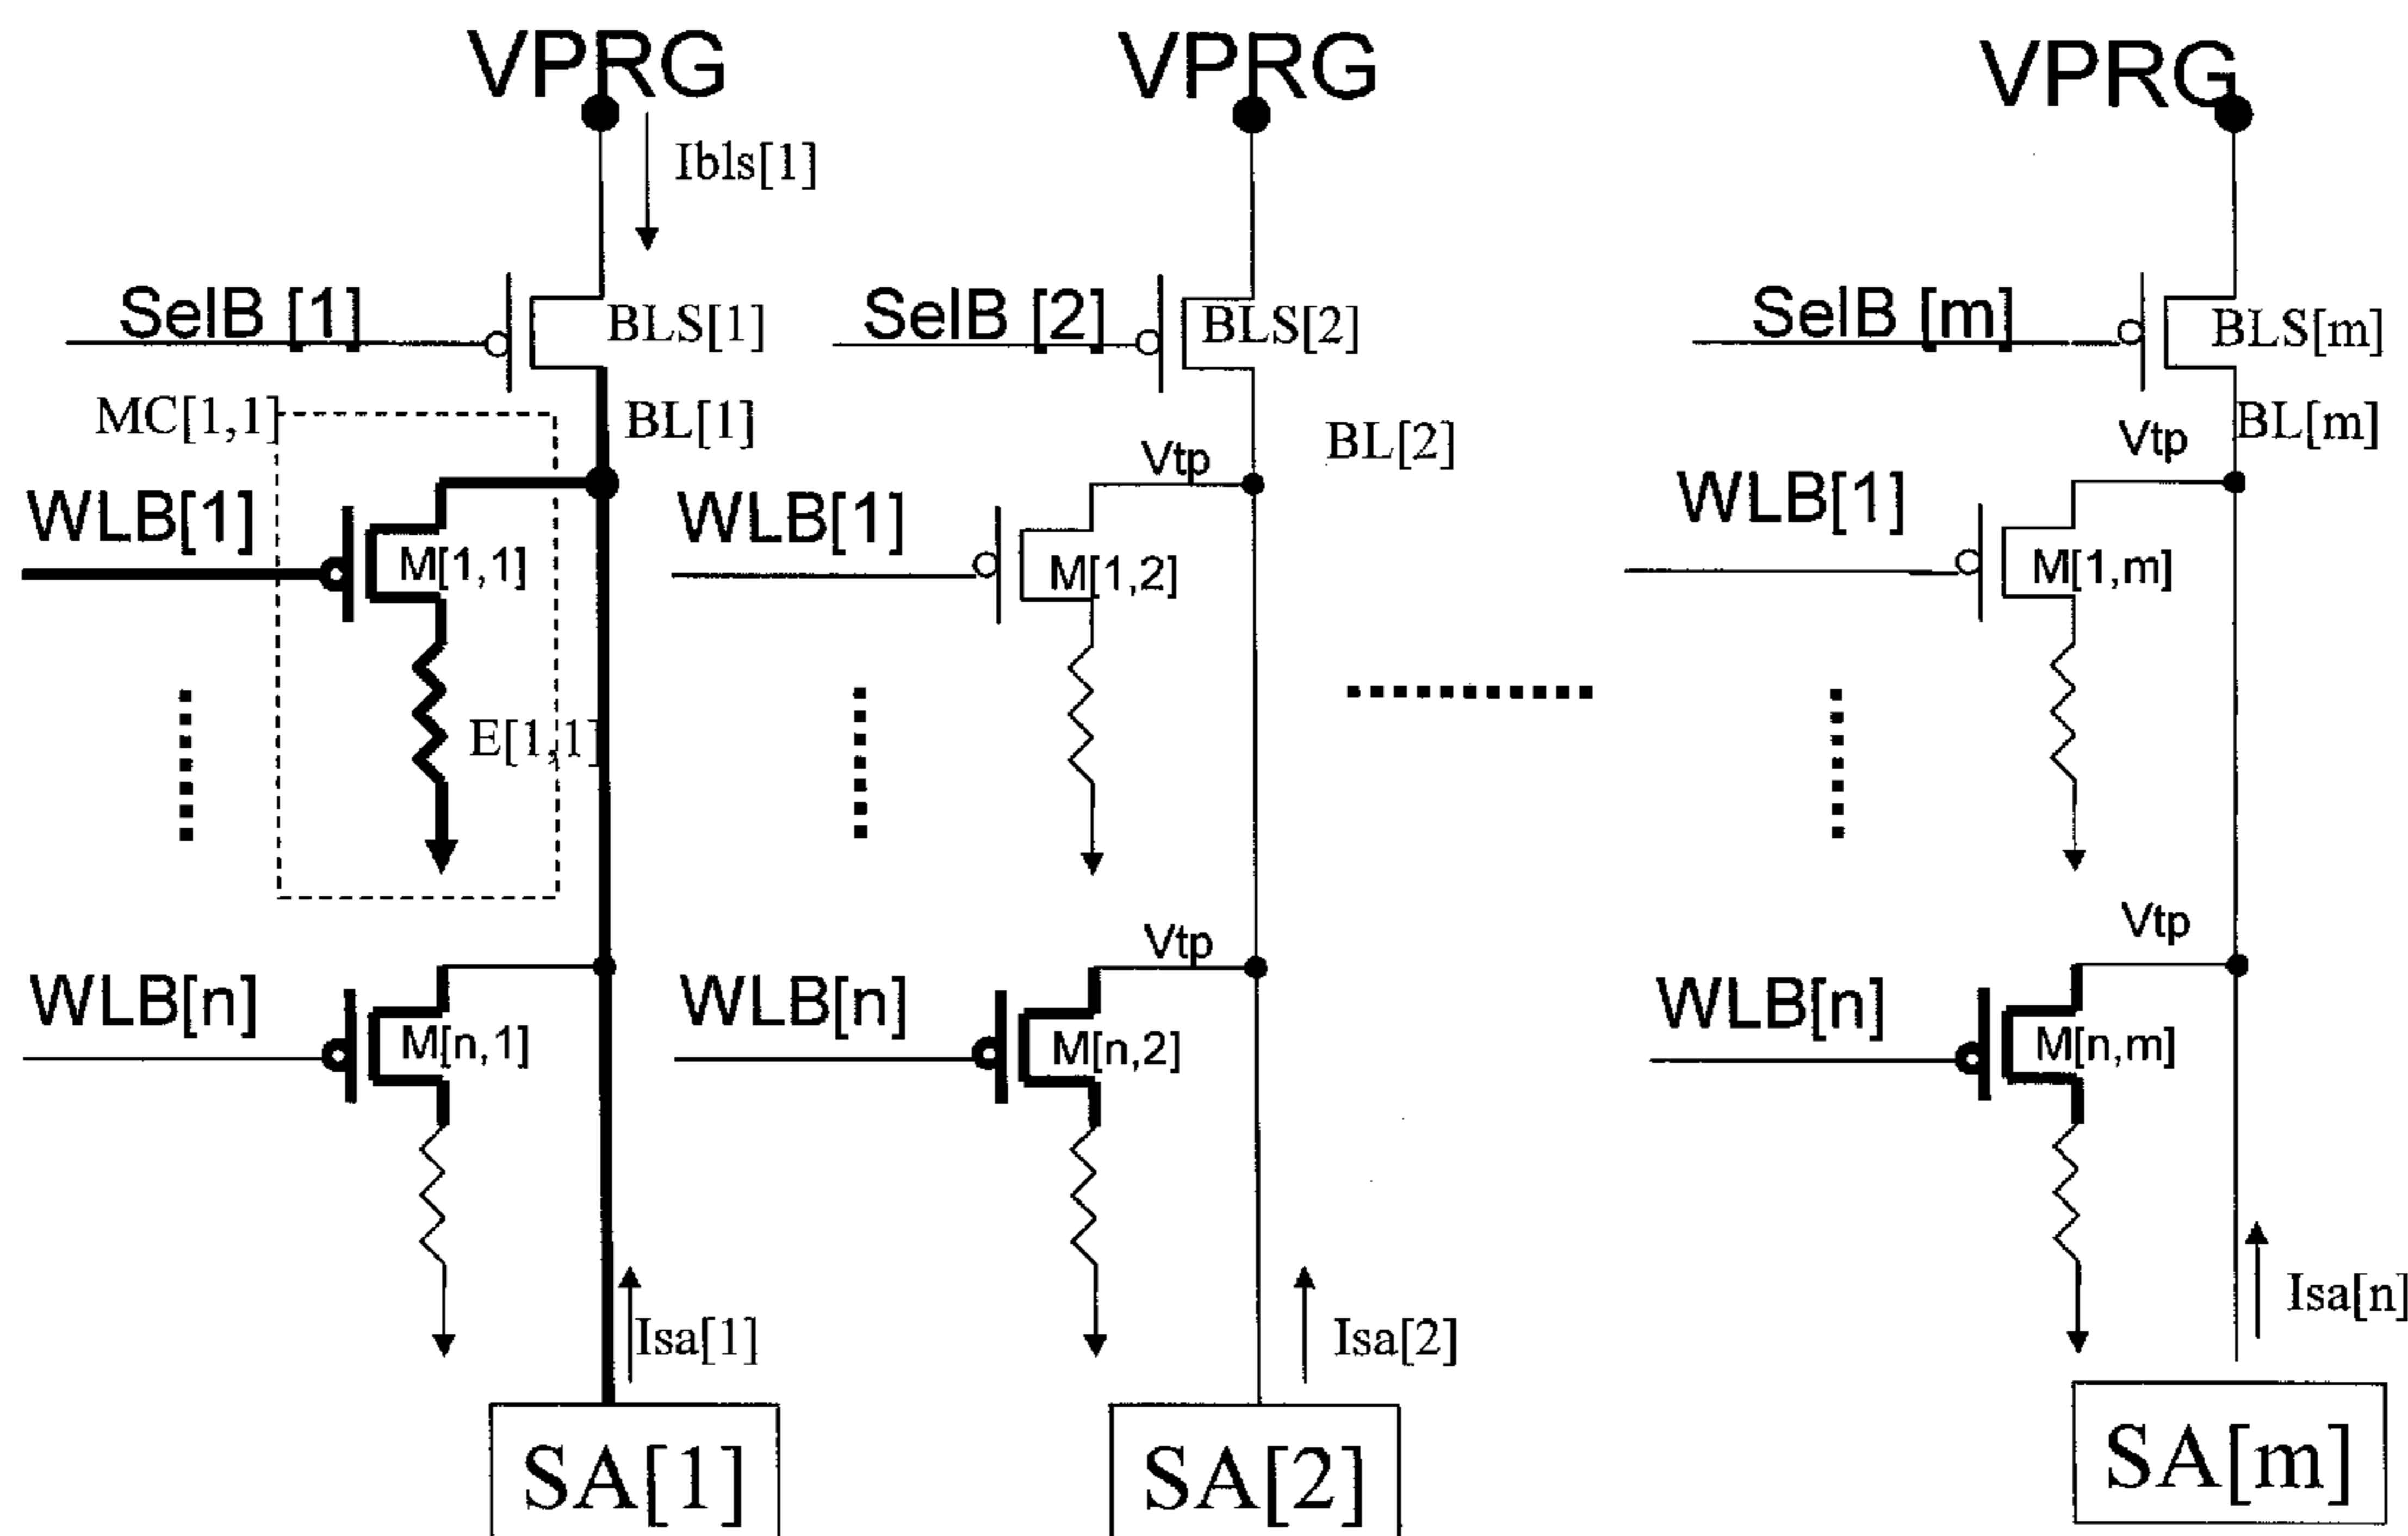 VPRG VPRG VPRG
Ibls[1]
SelB [1] BLS[1] SelB [2] BLS[2] SelB [m] BLS[m]
MC[1,1] BL[1] BL[2] BL[m]
Vtp Vtp
WLB[1] WLB[1] WLB[1]
M[1,1] M[1,2] M[1,m]
E[1,1]
Vtp Vtp
WLB[n] WLB[n] WLB[n]
M[n,1] M[n,2] M[n,m]
Isa[1] Isa[2] Isa[n]
SA[1] SA[2] SA[m]